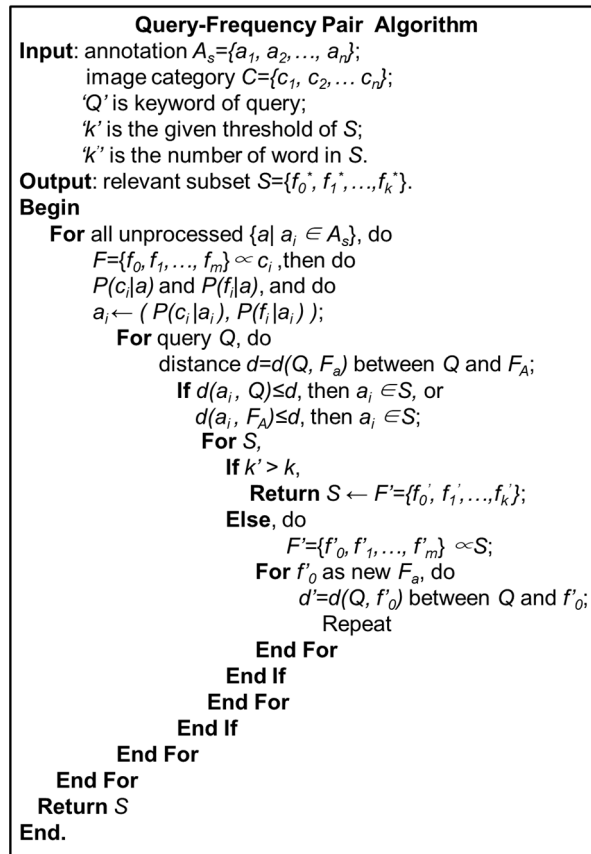 Query-Frequency Pair Algorithm
Input: annotation Aₛ={a₁, a₂,…, aₙ};
image category C={c₁, c₂,… cₙ};
‘Q’ is keyword of query;
‘k’ is the given threshold of S;
‘k’’ is the number of word in S.
Output: relevant subset S={f₀*, f₁*,…,fₖ*}.
Begin
For all unprocessed {a| aᵢ ∈ Aₛ}, do
F={f₀, f₁,…, fₘ} ∝ cᵢ ,then do
P(cᵢ|a) and P(fᵢ|a), and do
aᵢ← ( P(cᵢ|aᵢ ), P(fᵢ|aᵢ ) );
For query Q, do
distance d=d(Q, Fₐ) between Q and F_A;
If d(aᵢ, Q)≤d, then aᵢ ∈S, or
d(aᵢ, F_A)≤d, then aᵢ ∈S;
For S,
If k’ > k,
Return S ← F’={f₀’, f₁’,…,fₖ’};
Else, do
F’={f’₀, f’₁,…, f’ₘ} ∝S;
For f’₀ as new Fₐ, do
d’=d(Q, f’₀) between Q and f’₀;
Repeat
End For
End If
End For
End If
End For
End For
Return S
End.